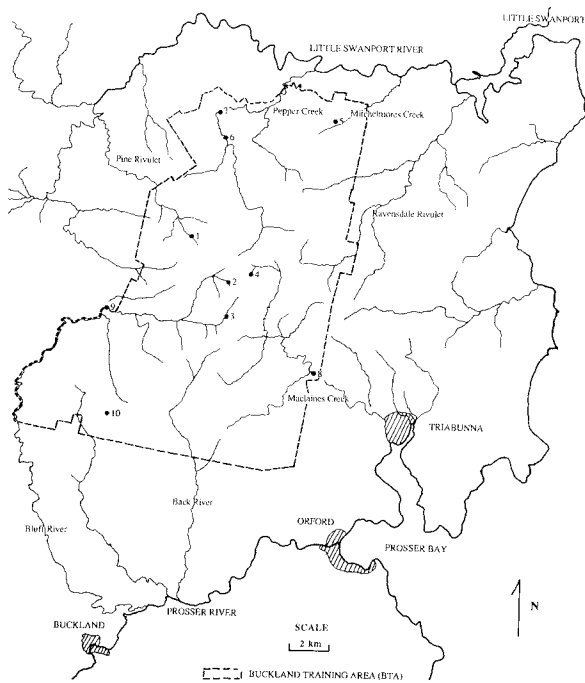 LITTLE SWANPORT
LITTLE SWANPORT RIVER
7
Pepper Creek
5
Mitchelmores Creek
6
Pine Rivulet
Ravensdale Rivulet
1
4
2
9
3
8
Maclaines Creek
10
TRIABUNNA
Back River
ORFORD
Bluff River
PROSSER BAY
PROSSER RIVER
N
BUCKLAND
SCALE
2 km
BUCKLAND TRAINING AREA (BTA)